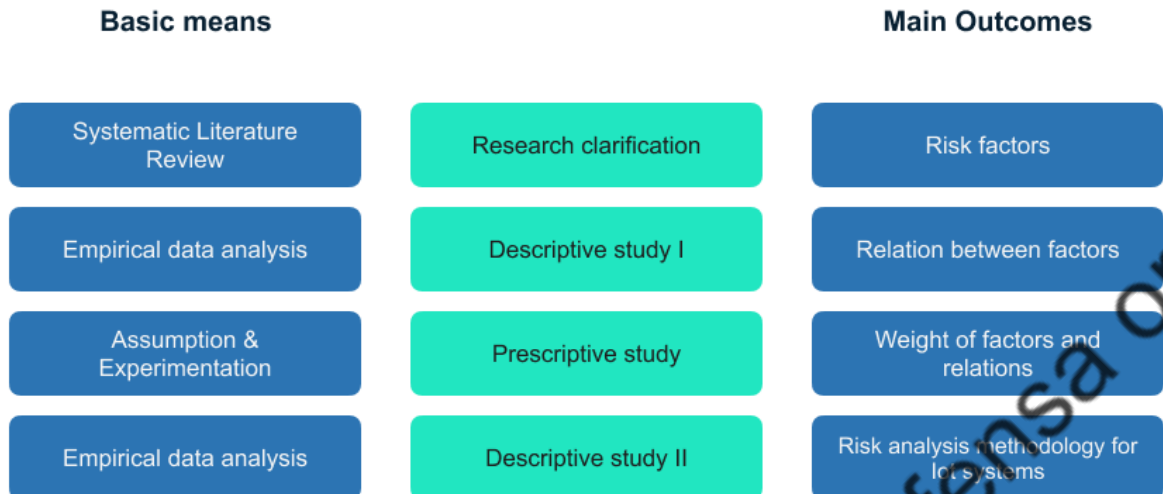 Basic means
Main Outcomes
Systematic Literature
Review
Research clarification
Risk factors
Empirical data analysis
Descriptive study I
Relation between factors
Assumption &
Experimentation
Prescriptive study
Weight of factors and
relations
Empirical data analysis
Descriptive study II
Risk analysis methodology for
Iot systems